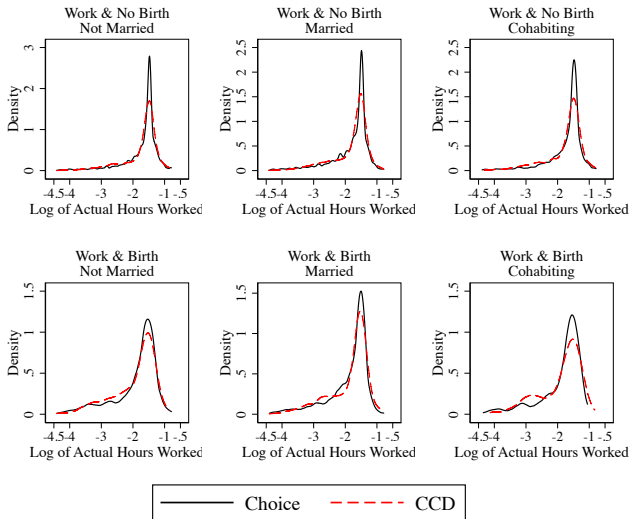 Work & No Birth
Not Married
Density
0
1
2
3
-4.5-4 -3 -2 -1 -.5
Log of Actual Hours Worked
Work & No Birth
Married
Density
0
.5
1
1.5
2
2.5
-4.5-4 -3 -2 -1 -.5
Log of Actual Hours Worked
Work & No Birth
Cohabiting
Density
0
.5
1
1.5
2
2.5
-4.5-4 -3 -2 -1 -.5
Log of Actual Hours Worked
Work & Birth
Not Married
Density
0
.5
1
1.5
-4.5-4 -3 -2 -1 -.5
Log of Actual Hours Worked
Work & Birth
Married
Density
0
.5
1
1.5
-4.5-4 -3 -2 -1 -.5
Log of Actual Hours Worked
Work & Birth
Cohabiting
Density
0
.5
1
1.5
-4.5-4 -3 -2 -1 -.5
Log of Actual Hours Worked
Choice CCD